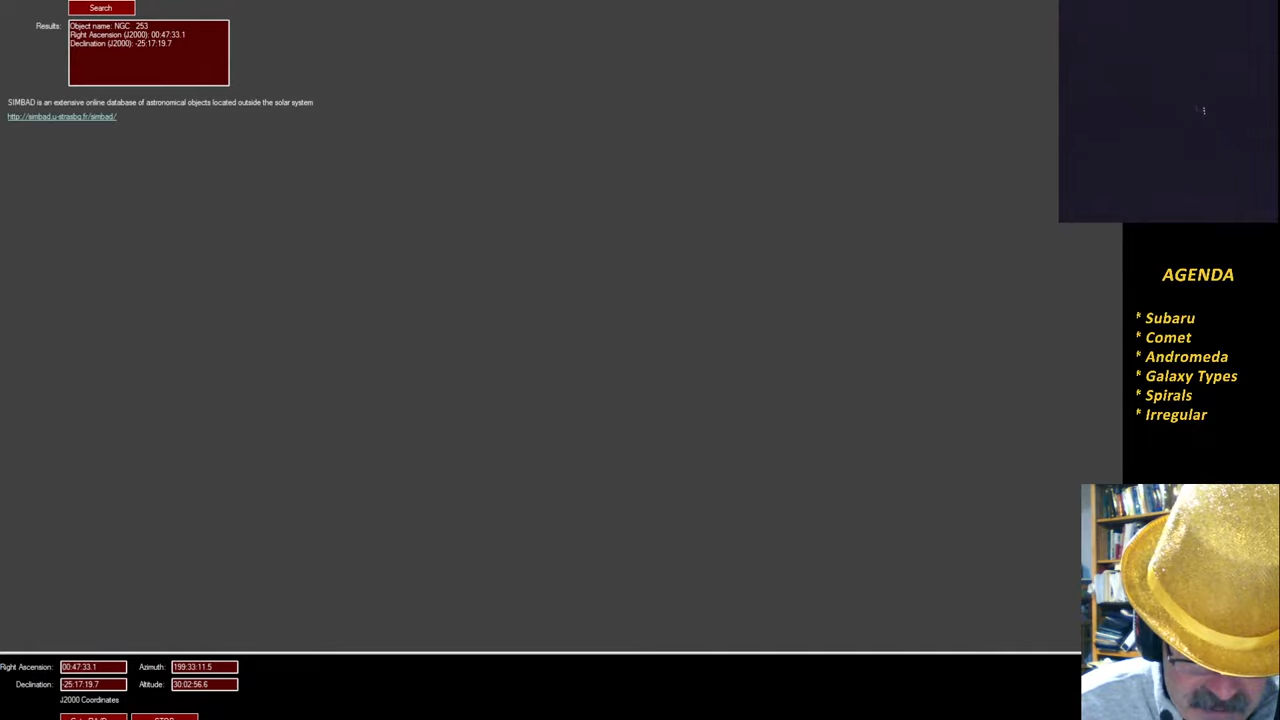 Search
Results:
Object name: NGC 253
Right Ascension (J2000): 00:47:33.1
Declination (J2000): -25:17:19.7
SIMBAD is an extensive online database of astronomical objects located outside the solar system
http://simbad.u-strasbg.fr/simbad/
AGENDA
* Subaru
* Comet
* Andromeda
* Galaxy Types
* Spirals
* Irregular
Right Ascension: 00:47:33.1 Azimuth: 199:33:11.5
Declination: -25:17:19.7 Altitude: 30:02:56.6
J2000 Coordinates
STOP